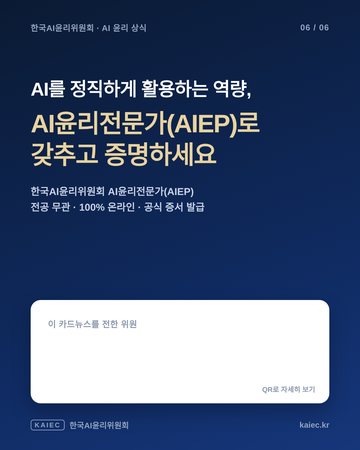 한국AI윤리위원회 · AI 윤리 상식
06 / 06
AI를 정직하게 활용하는 역량,
AI윤리전문가(AIEP)로
갖추고 증명하세요
한국AI윤리위원회 AI윤리전문가(AIEP)
전공 무관 · 100% 온라인 · 공식 증서 발급
이 카드뉴스를 전한 위원
QR로 자세히 보기
KAIEC 한국AI윤리위원회
kaiec.kr